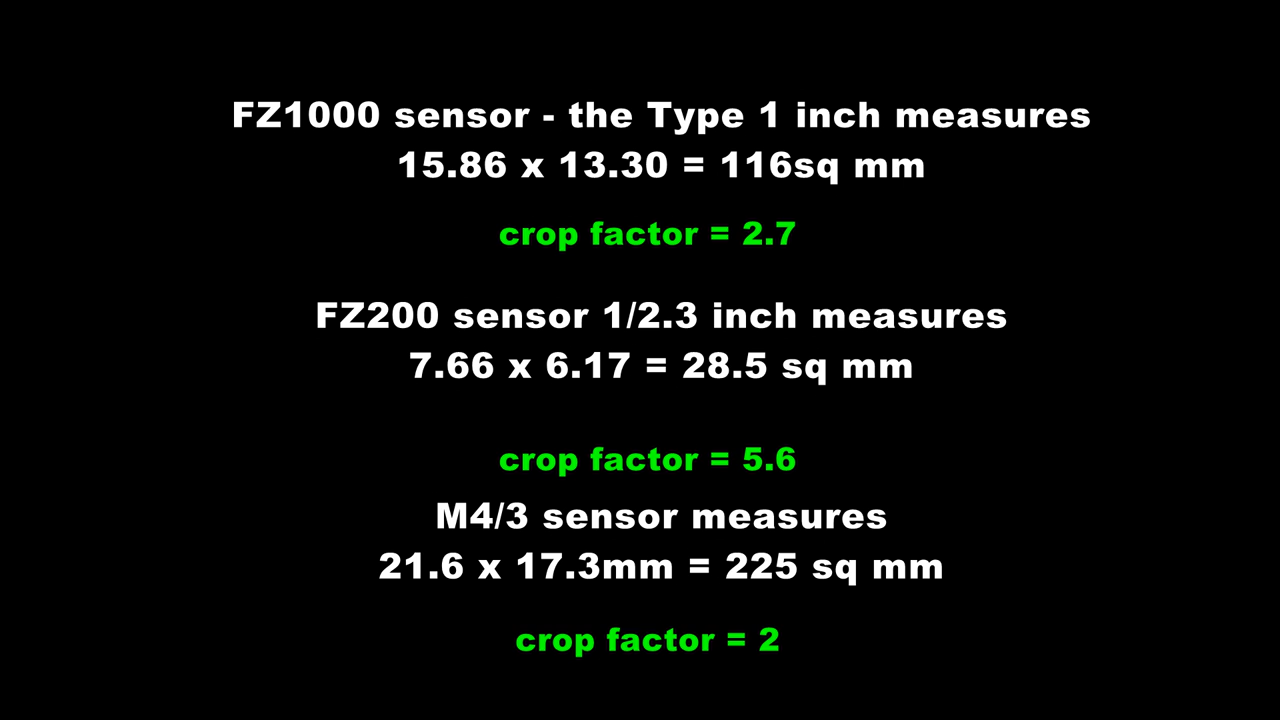 FZ1000 sensor - the Type 1 inch measures
15.86 x 13.30 = 116sq mm
crop factor = 2.7
FZ200 sensor 1/2.3 inch measures
7.66 x 6.17 = 28.5 sq mm
crop factor = 5.6
M4/3 sensor measures
21.6 x 17.3mm = 225 sq mm
crop factor = 2